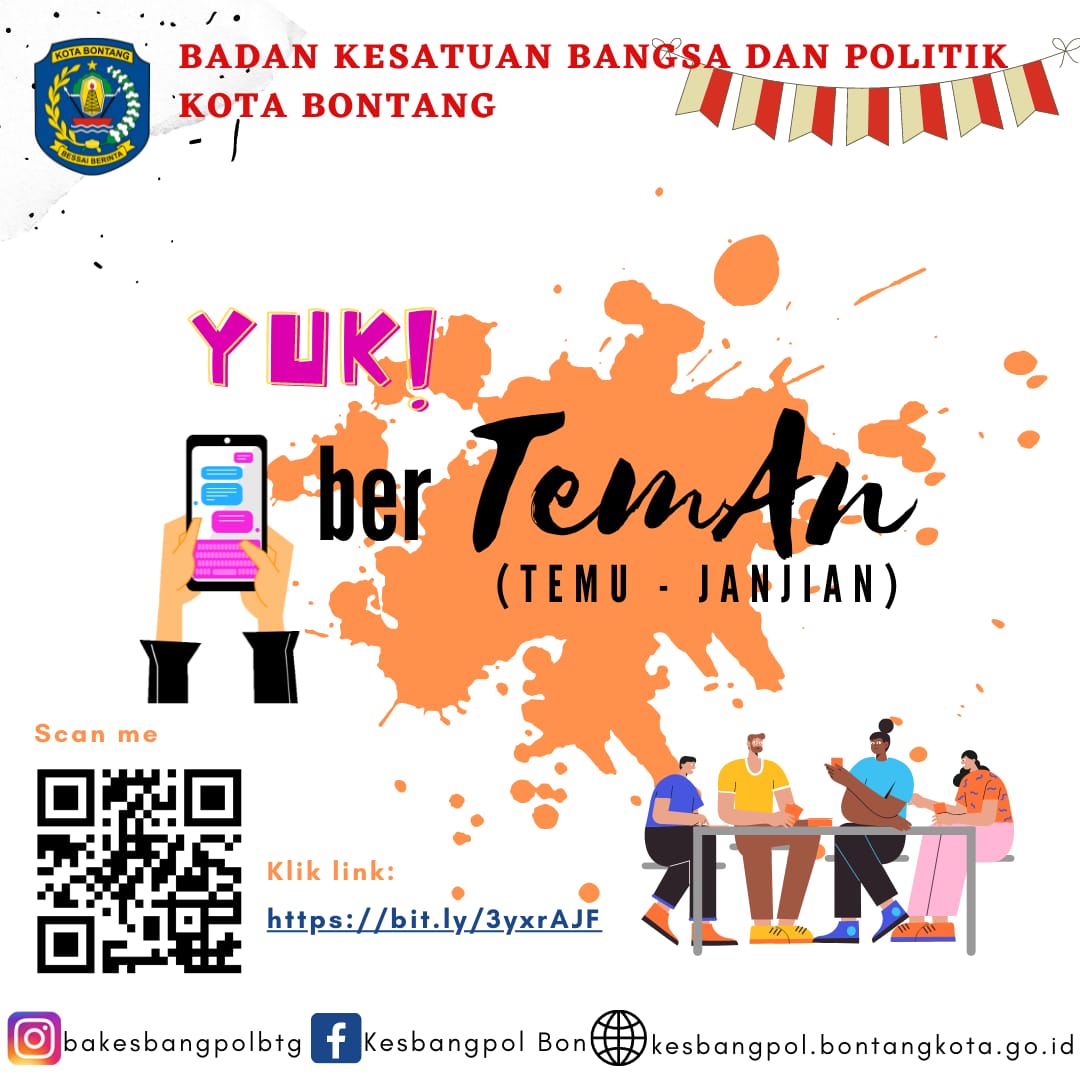 BADAN KESATUAN BANGSA DAN POLITIK
KOTA BONTANG
KOTA BONTANG
BESSAI BERINTA
YUK!
ber TemAn
(TEMU - JANJIAN)
Scan me
Klik link:
https://bit.ly/3yxrAJF
bakesbangpolbtg
Kesbangpol Bon
kesbangpol.bontangkota.go.id